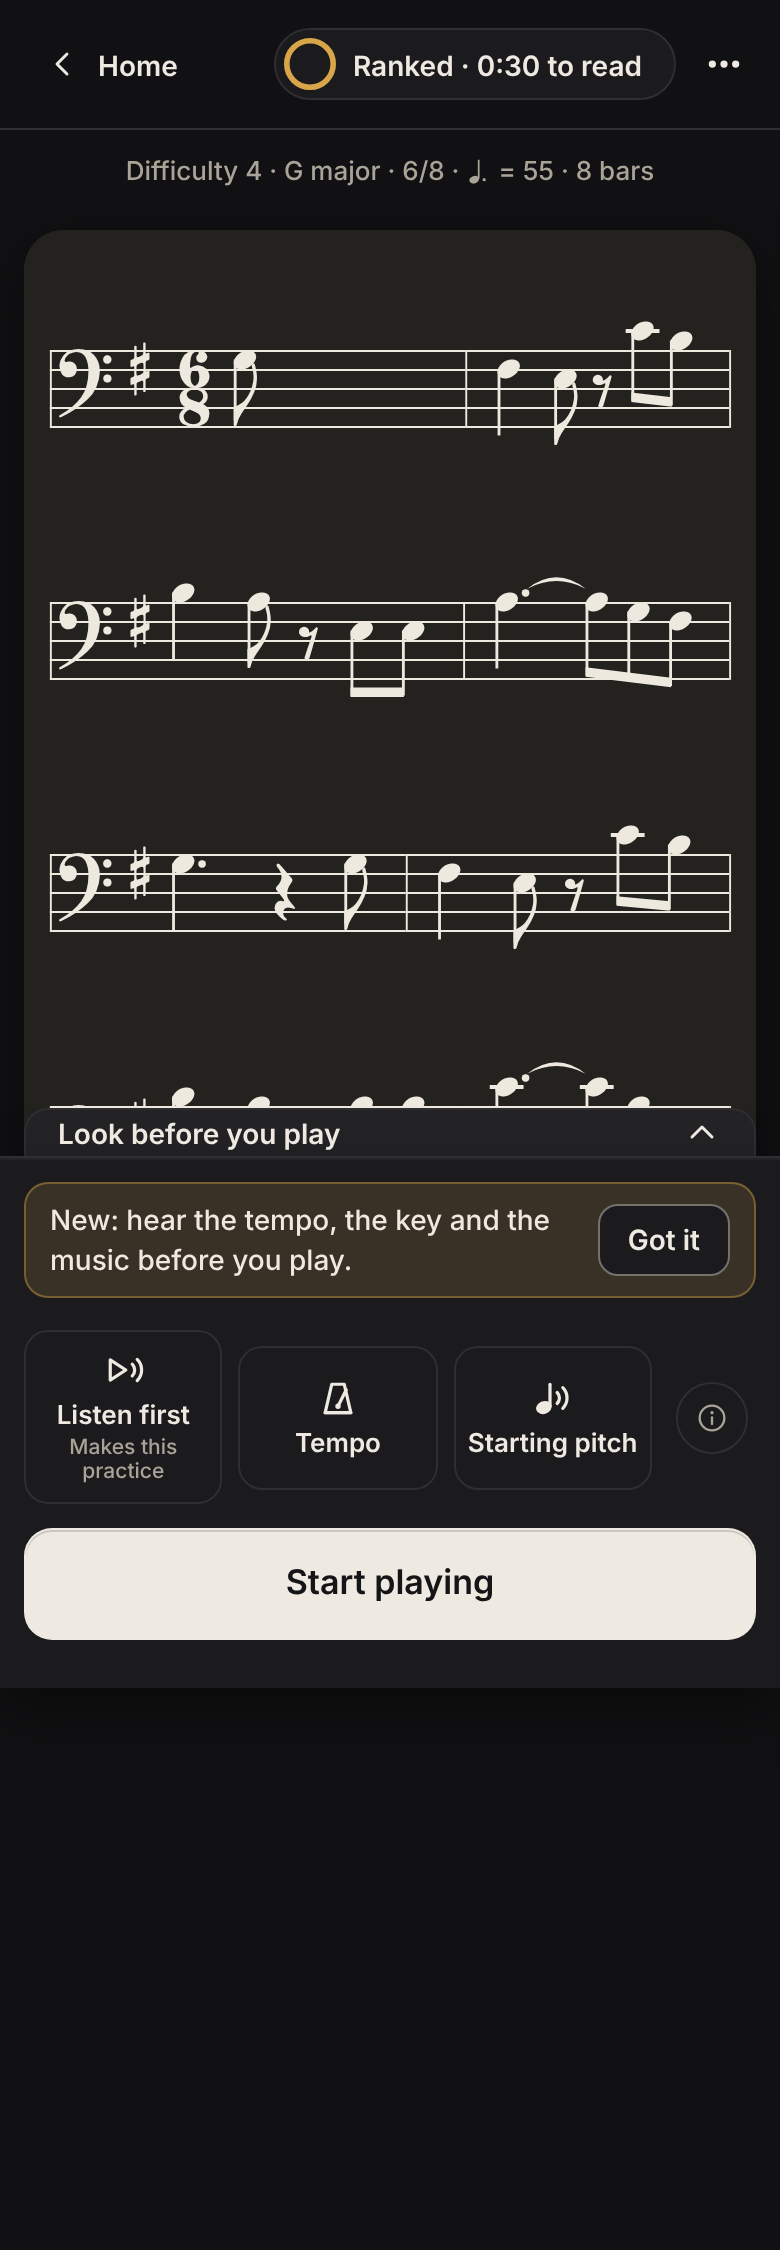 Home
Ranked · 0:30 to read
Difficulty 4 · G major · 6/8 · ♩. = 55 · 8 bars
6
8
Look before you play
New: hear the tempo, the key and the
music before you play.
Got it
Listen first
Makes this
practice
Tempo
Starting pitch
Start playing